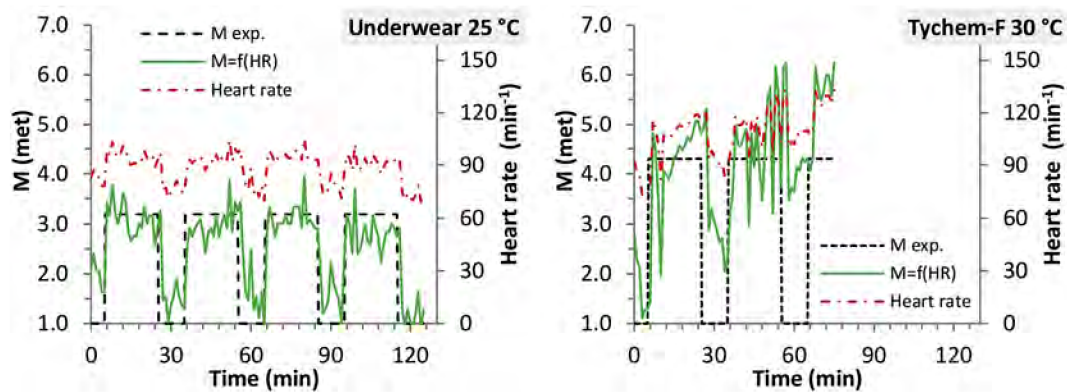 Underwear 25 °C
M (met)
7.0
6.0
5.0
4.0
3.0
2.0
1.0
M exp.
M=f(HR)
Heart rate
150
120
90
60
30
0
Heart rate (min⁻¹)
0 30 60 90 120
Time (min)
Tychem-F 30 °C
M (met)
7.0
6.0
5.0
4.0
3.0
2.0
1.0
M exp.
M=f(HR)
Heart rate
150
120
90
60
30
0
Heart rate (min⁻¹)
0 30 60 90 120
Time (min)